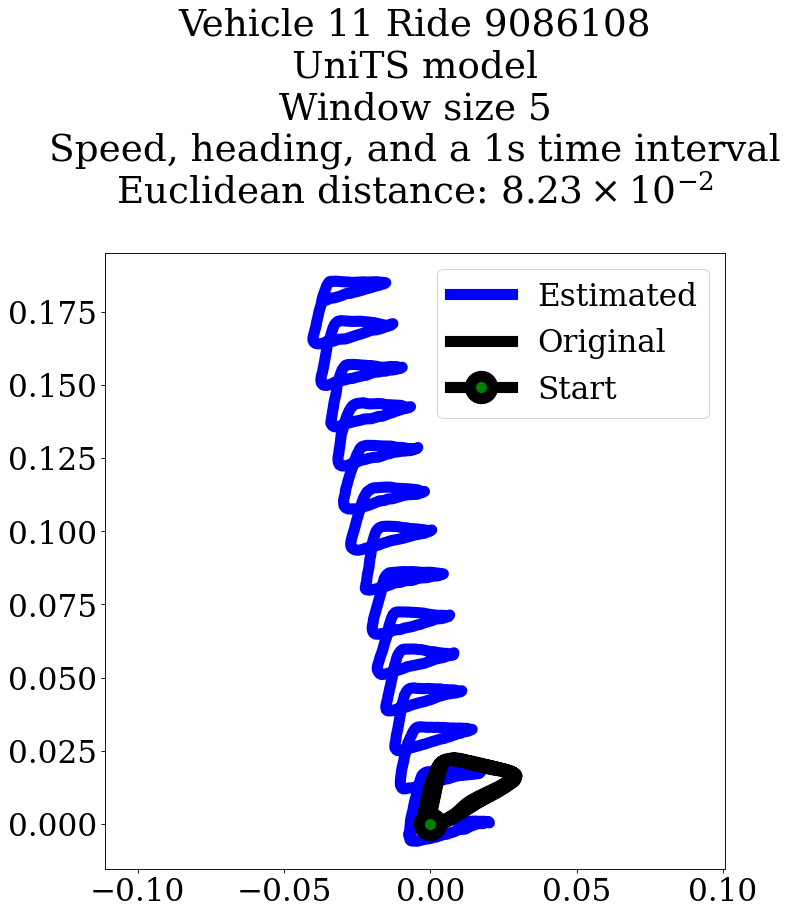 Vehicle 11 Ride 9086108
UniTS model
Window size 5
Speed, heading, and a 1s time interval
Euclidean distance: 8.23 × 10⁻²
Estimated
Original
Start
0.175
0.150
0.125
0.100
0.075
0.050
0.025
0.000
−0.10 −0.05 0.00 0.05 0.10